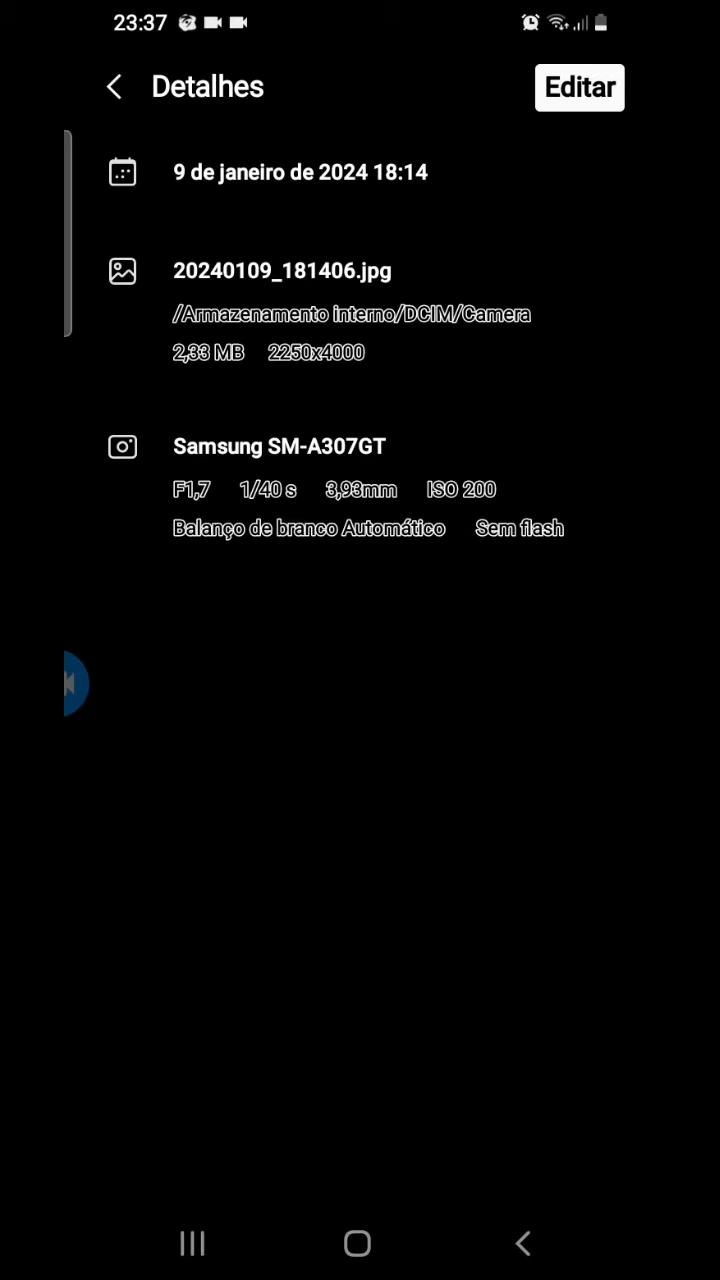 23:37
Detalhes
Editar
9 de janeiro de 2024 18:14
20240109_181406.jpg
/Armazenamento interno/DCIM/Camera
2,33 MB 2250x4000
Samsung SM-A307GT
F1,7 1/40 s 3,93mm ISO 200
Balanço de branco Automático Sem flash